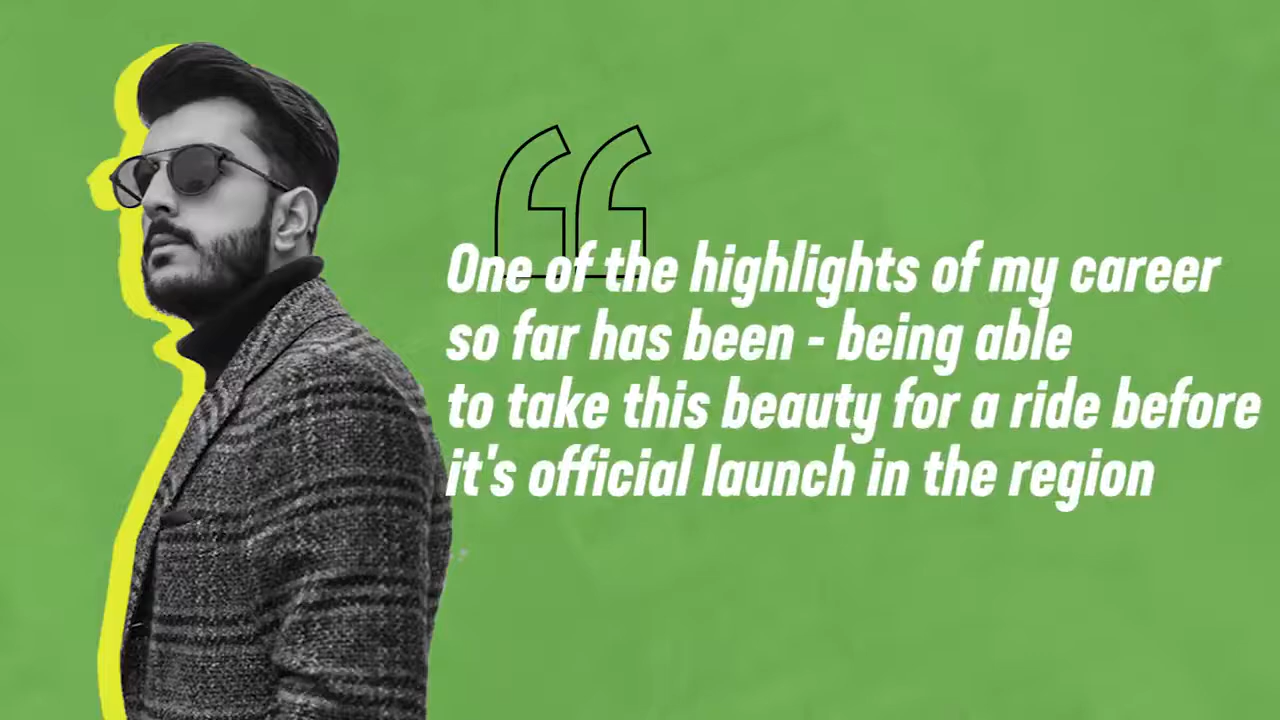 One of the highlights of my career
so far has been - being able
to take this beauty for a ride before
it's official launch in the region